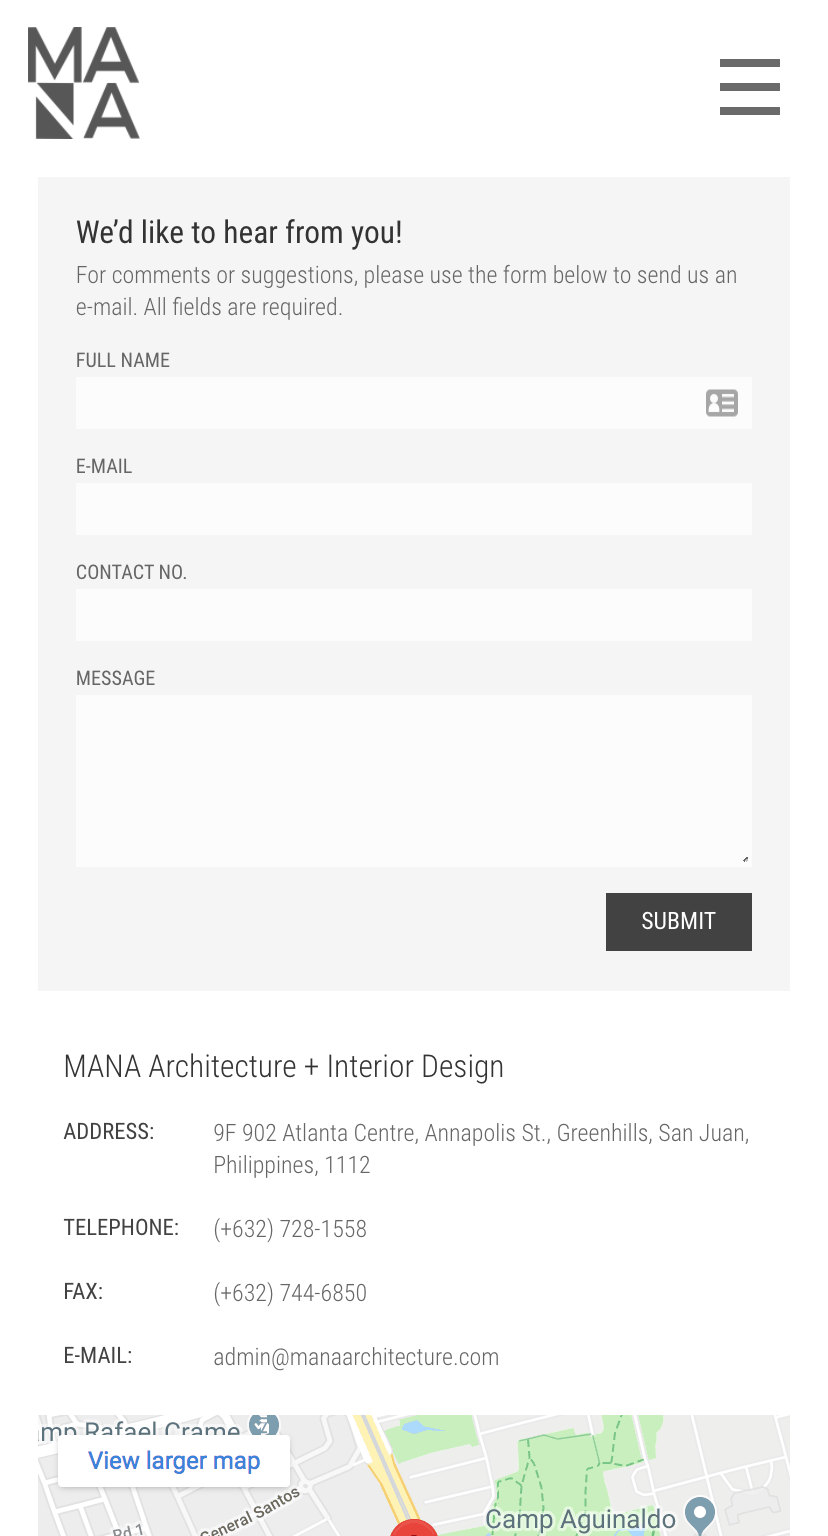 MA
NA
We’d like to hear from you!
For comments or suggestions, please use the form below to send us an
e-mail. All fields are required.
FULL NAME
E-MAIL
CONTACT NO.
MESSAGE
SUBMIT
MANA Architecture + Interior Design
ADDRESS: 9F 902 Atlanta Centre, Annapolis St., Greenhills, San Juan,
Philippines, 1112
TELEPHONE: (+632) 728-1558
FAX: (+632) 744-6850
E-MAIL: admin@manaarchitecture.com
amp Rafael Crame
View larger map
General Santos
Rd 1
Camp Aguinaldo